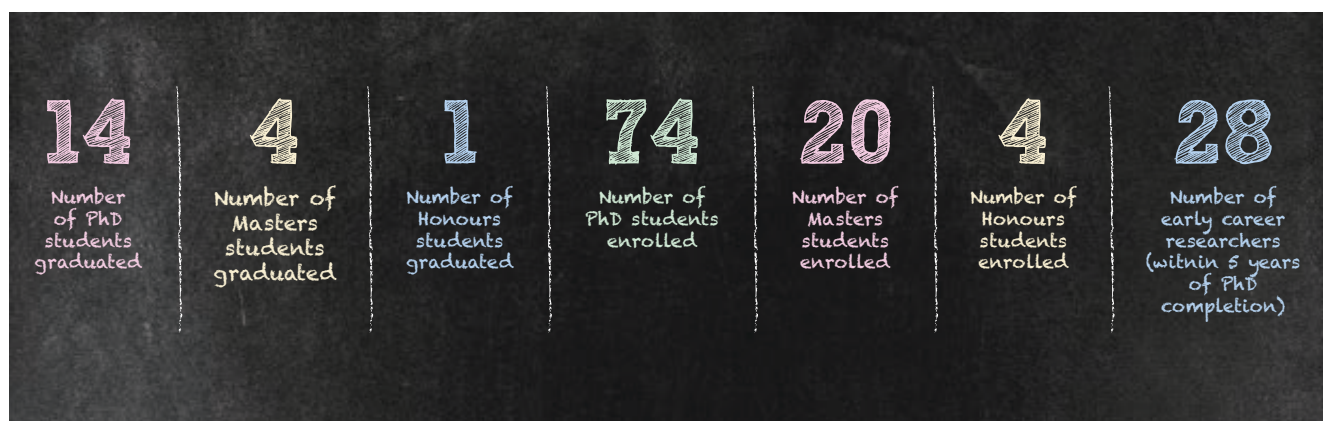 14
Number
of PhD
students
graduated
4
Number of
Masters
students
graduated
1
Number of
Honours
students
graduated
74
Number of
PhD students
enrolled
20
Number of
Masters
students
enrolled
4
Number of
Honours
students
enrolled
28
Number of
early career
researchers
(witnin 5 years
of PhD
completion)